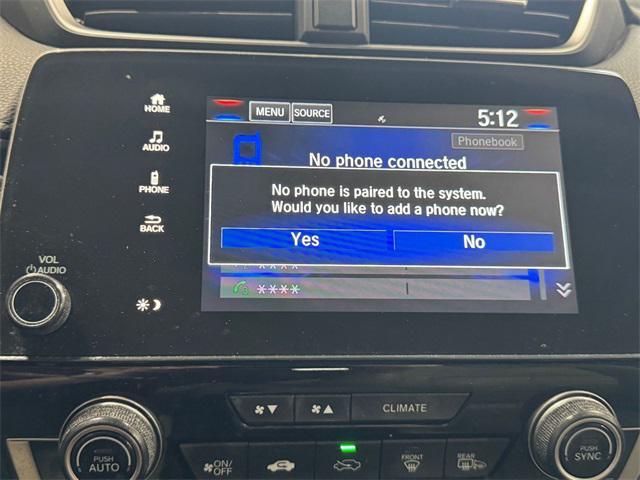 HOME
AUDIO
PHONE
BACK
VOL
AUDIO
MENU SOURCE 5:12
Phonebook
No phone connected
No phone is paired to the system.
Would you like to add a phone now?
Yes No
****
****
CLIMATE
PUSH
AUTO
ON/
OFF
FRONT
REAR
PUSH
SYNC